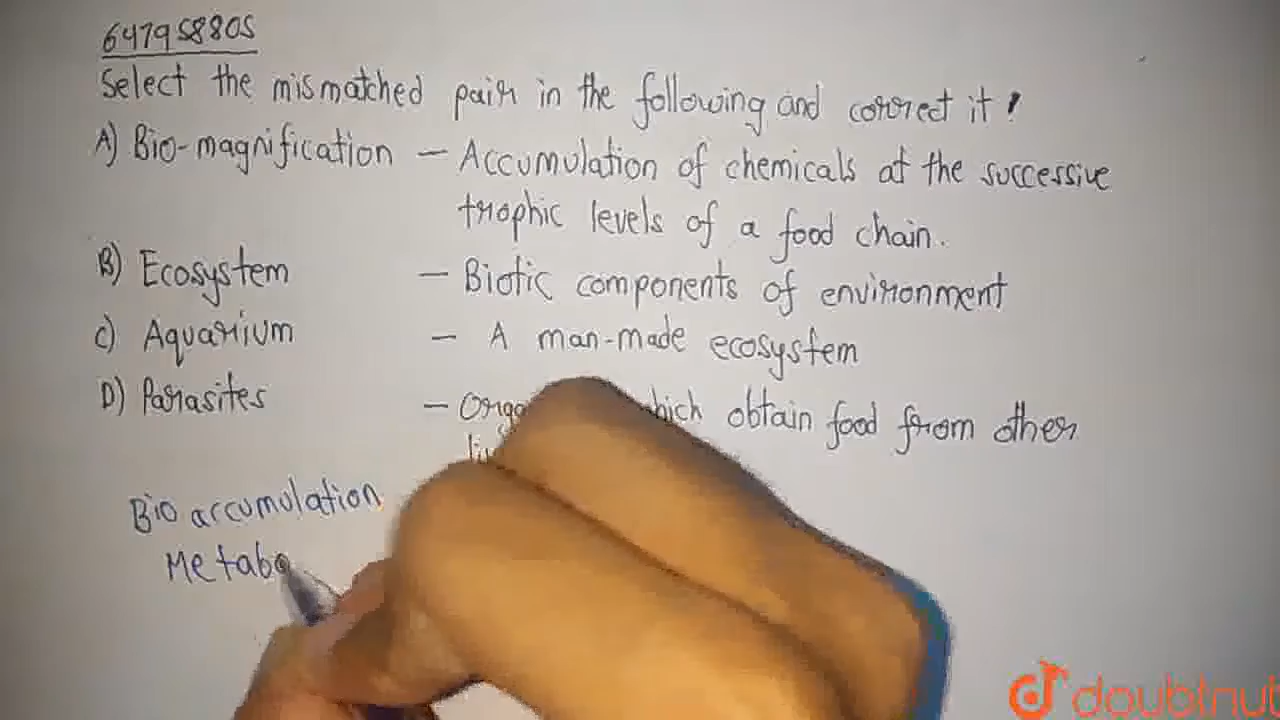 647958805
Select the mismatched pair in the following and correct it !
A) Bio-magnification — Accumulation of chemicals at the successive
trophic levels of a food chain.
B) Ecosystem — Biotic components of environment
C) Aquarium — A man-made ecosystem
D) Parasites — obtain food from other
Bio accumulation
Metabo
doubtnut